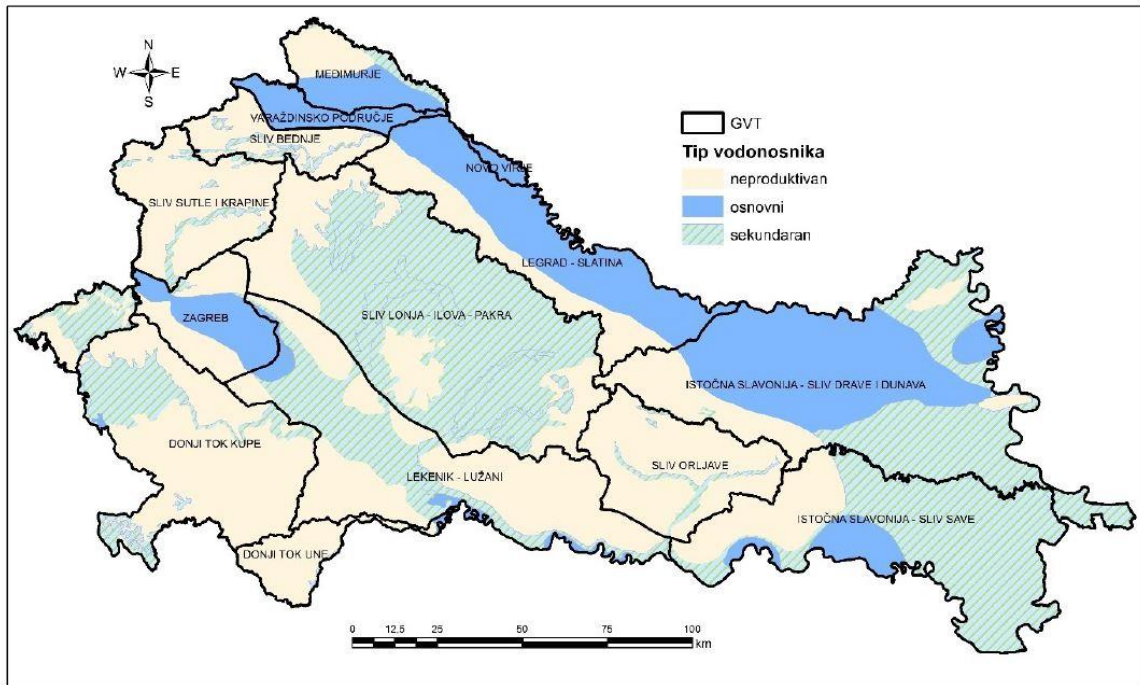 N
W E
S
MEĐIMURJE
VARAŽDINSKO PODRUČJE
SLIV BEDNJE
NOVO VIRJE
SLIV SUTLE I KRAPINE
LEGRAD - SLATINA
ZAGREB
SLIV LONJA - ILOVA - PAKRA
ISTOČNA SLAVONIJA - SLIV DRAVE I DUNAVA
DONJI TOK KUPE
LEKENIK - LUŽANI
SLIV ORLJAVE
ISTOČNA SLAVONIJA - SLIV SAVE
DONJI TOK UNE
GVT
Tip vodonosnika
neproduktivan
osnovni
sekundaran
0 12.5 25 50 75 100
km